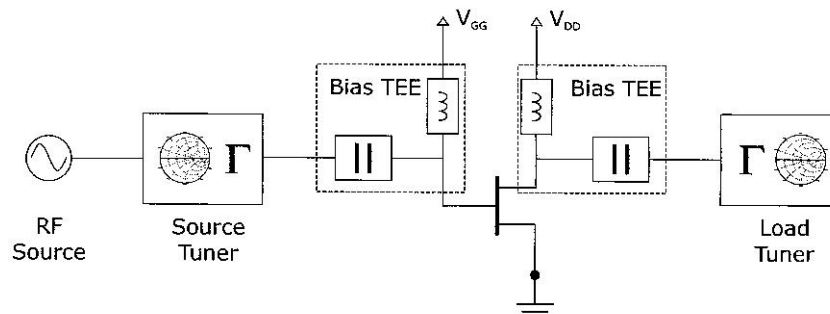 V_GG
V_DD
Bias TEE
Bias TEE
Γ
Γ
RF
Source
Source
Tuner
Load
Tuner